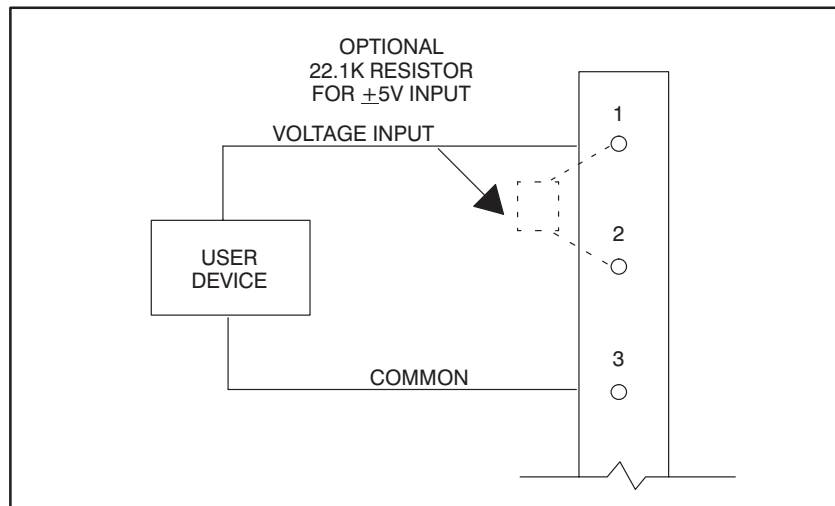 OPTIONAL
22.1K RESISTOR
FOR ±5V INPUT
VOLTAGE INPUT
1
2
USER
DEVICE
3
COMMON